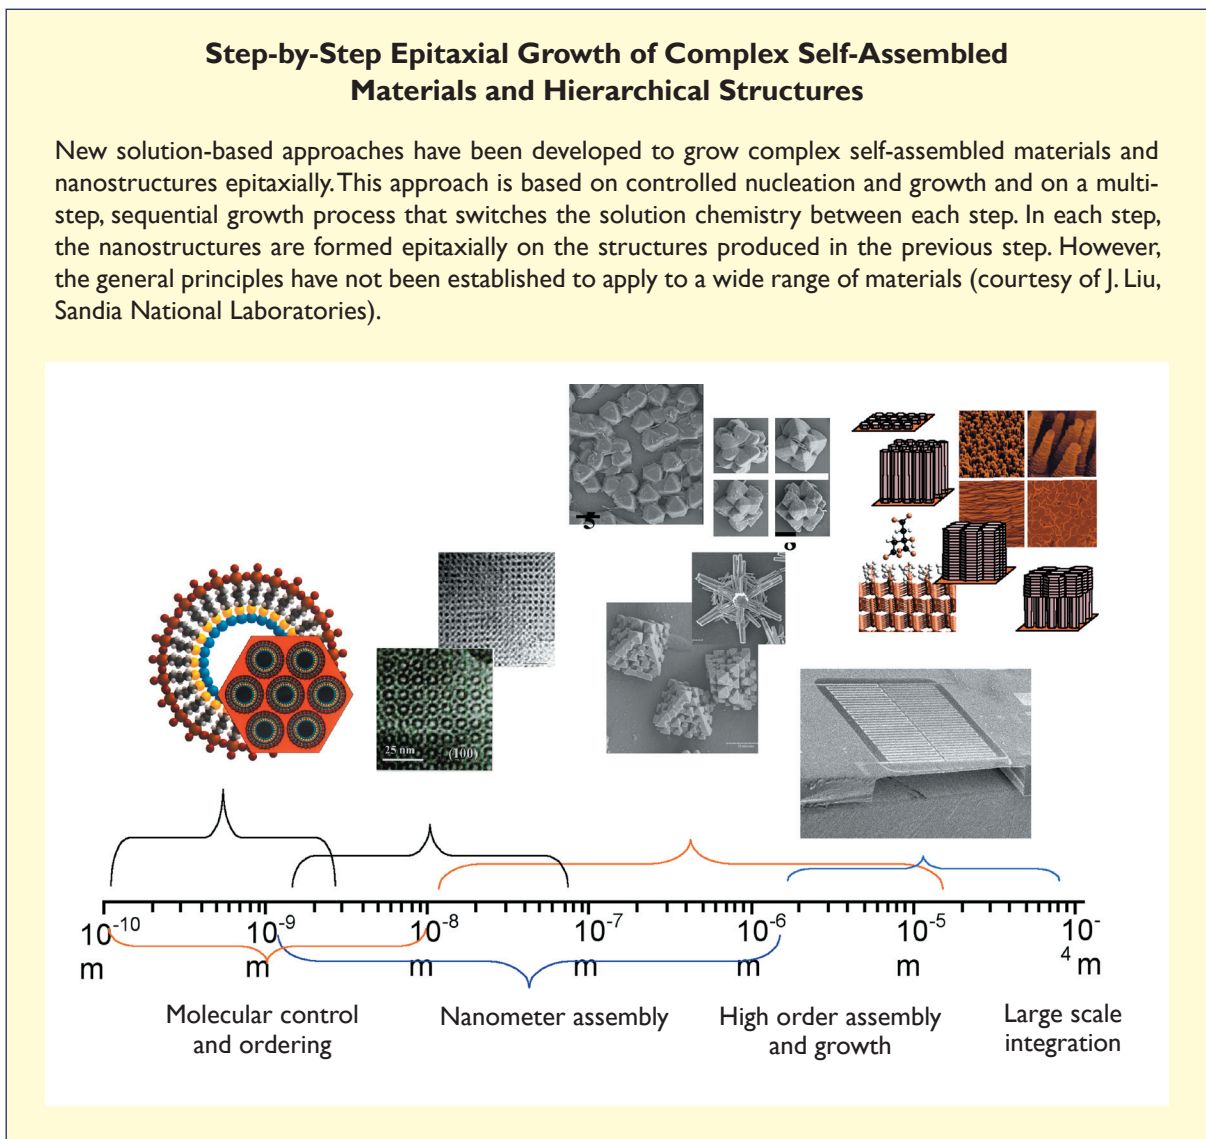 Step-by-Step Epitaxial Growth of Complex Self-Assembled
Materials and Hierarchical Structures
New solution-based approaches have been developed to grow complex self-assembled materials and
nanostructures epitaxially. This approach is based on controlled nucleation and growth and on a multi-
step, sequential growth process that switches the solution chemistry between each step. In each step,
the nanostructures are formed epitaxially on the structures produced in the previous step. However,
the general principles have not been established to apply to a wide range of materials (courtesy of J. Liu,
Sandia National Laboratories).
5
25 nm
(100)
10-10 10-9 10-8 10-7 10-6 10-5 10-
m m m m m m 4 m
Molecular control
and ordering
Nanometer assembly
High order assembly
and growth
Large scale
integration